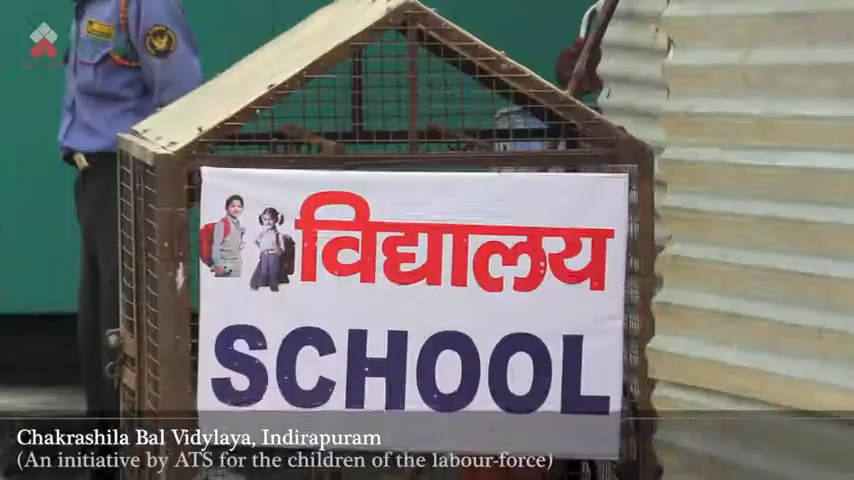 विद्यालय
SCHOOL
Chakrashila Bal Vidylaya, Indirapuram
(An initiative by ATS for the children of the labour-force)